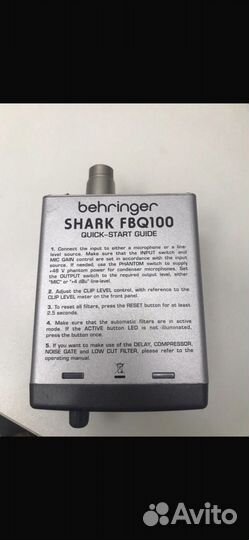 behringer
SHARK FBQ100
QUICK-START GUIDE
1. Connect the input to either a microphone or a line-
level source. Make sure that the INPUT switch and
MIC GAIN control are set in accordance with the input
source. If needed, use the PHANTOM switch to supply
+48 V phantom power for condenser microphones. Set
the OUTPUT switch to the required output level, either
"MIC" or "+4 dBu" line-level.
2. Adjust the CLIP LEVEL control, with reference to the
CLIP LEVEL meter on the front panel.
3. To reset all filters, press the RESET button for at least
2.5 seconds.
4. Make sure that the automatic filters are in active
mode. If the ACTIVE button LED is not illuminated,
press the button once.
5. If you want to make use of the DELAY, COMPRESSOR,
NOISE GATE and LOW CUT FILTER, please refer to the
operating manual.
Avito